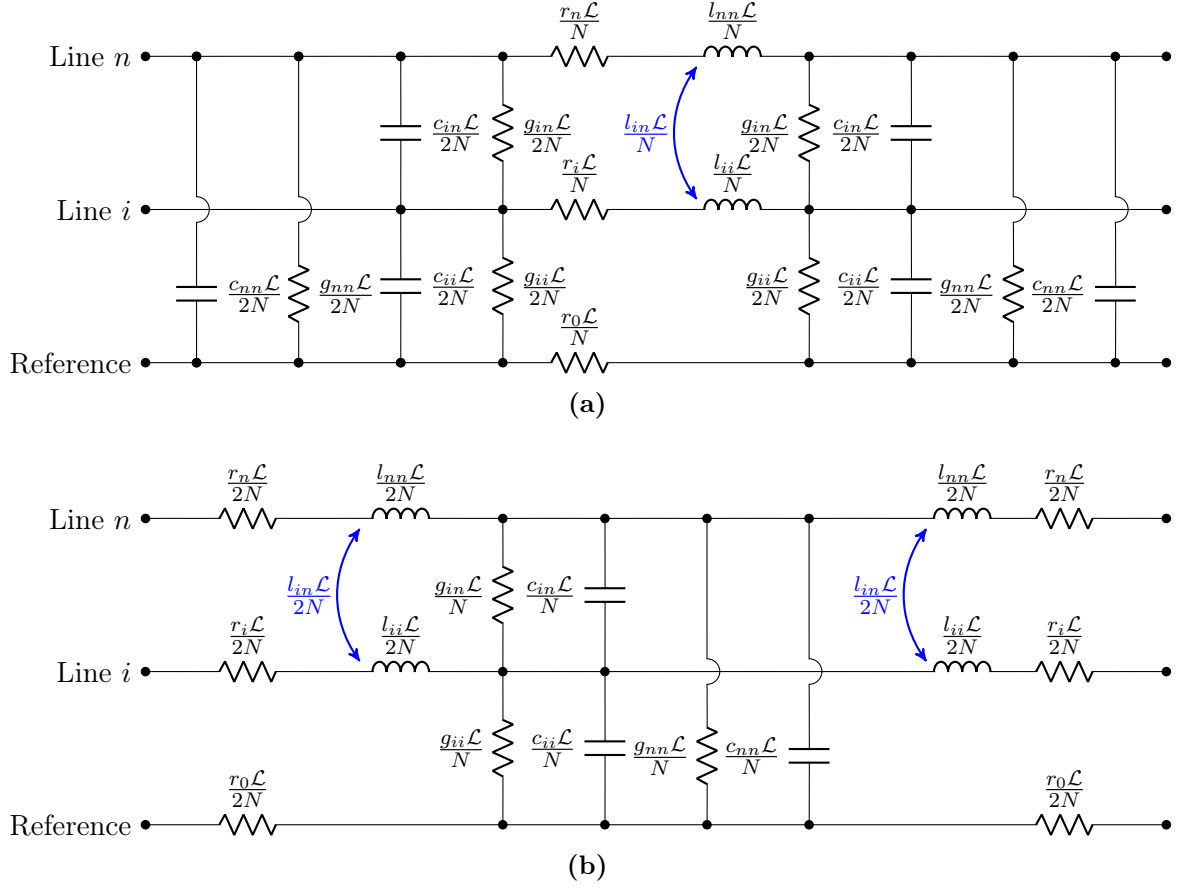 r_nℒ/N l_nnℒ/N
Line n
c_inℒ/2N g_inℒ/2N l_inℒ/N g_inℒ/2N c_inℒ/2N
r_iℒ/N l_iiℒ/N
Line i
c_nnℒ/2N g_nnℒ/2N c_iiℒ/2N g_iiℒ/2N g_iiℒ/2N c_iiℒ/2N g_nnℒ/2N c_nnℒ/2N
r_0ℒ/N
Reference
(a)
r_nℒ/2N l_nnℒ/2N l_nnℒ/2N r_nℒ/2N
Line n
l_inℒ/2N g_inℒ/N c_inℒ/N l_inℒ/2N
r_iℒ/2N l_iiℒ/2N l_iiℒ/2N r_iℒ/2N
Line i
g_iiℒ/N c_iiℒ/N g_nnℒ/N c_nnℒ/N
r_0ℒ/2N r_0ℒ/2N
Reference
(b)